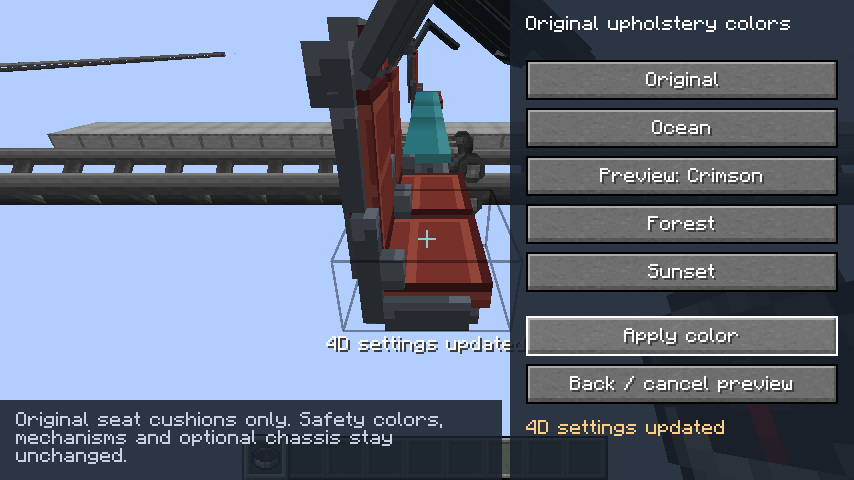 Original upholstery colors
Original
Ocean
Preview: Crimson
Forest
Sunset
Apply color
Back / cancel preview
4D settings updated
4D settings updated
Original seat cushions only. Safety colors,
mechanisms and optional chassis stay
unchanged.